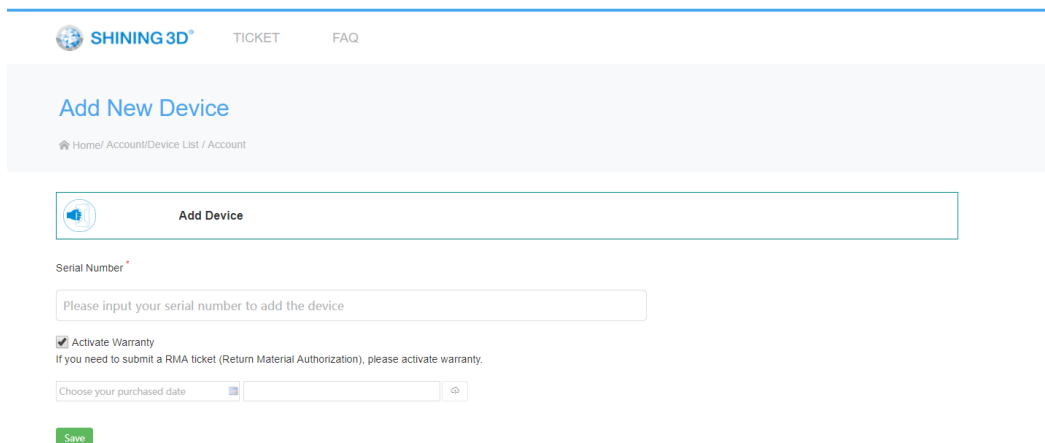 SHINING 3D® TICKET FAQ
Add New Device
Home/ Account/Device List / Account
Add Device
Serial Number *
Please input your serial number to add the device
Activate Warranty
If you need to submit a RMA ticket (Return Material Authorization), please activate warranty.
Choose your purchased date
Save